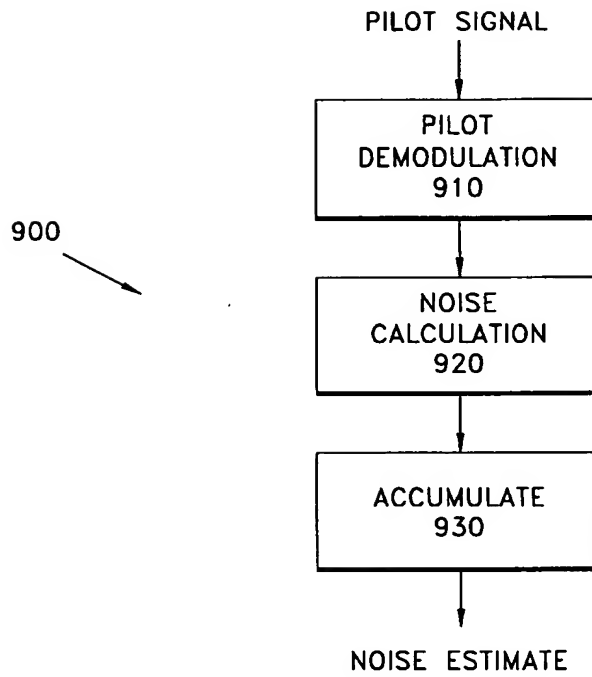 PILOT SIGNAL
PILOT
DEMODULATION
910
900
NOISE
CALCULATION
920
ACCUMULATE
930
NOISE ESTIMATE